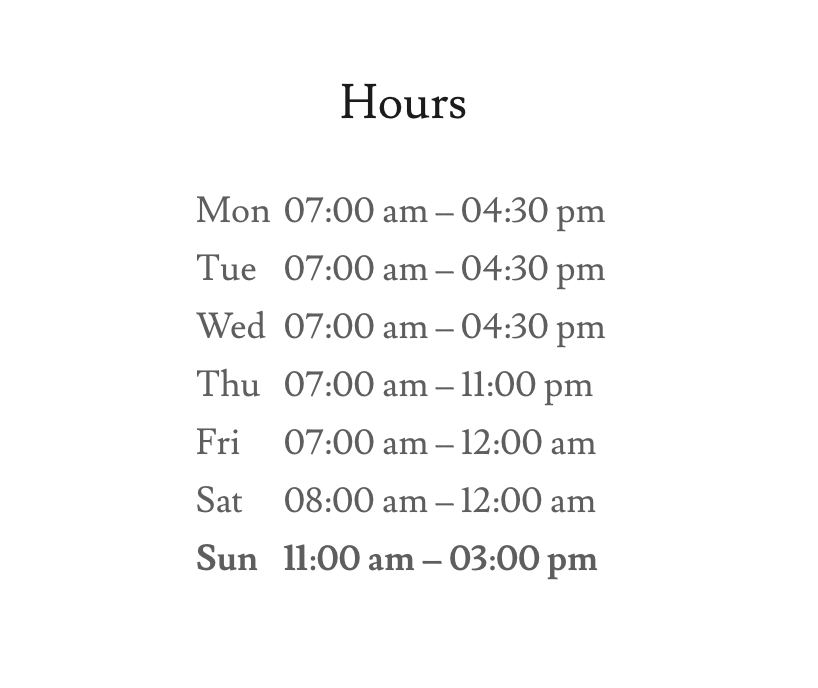 Hours
Mon 07:00 am – 04:30 pm
Tue 07:00 am – 04:30 pm
Wed 07:00 am – 04:30 pm
Thu 07:00 am – 11:00 pm
Fri 07:00 am – 12:00 am
Sat 08:00 am – 12:00 am
Sun 11:00 am – 03:00 pm